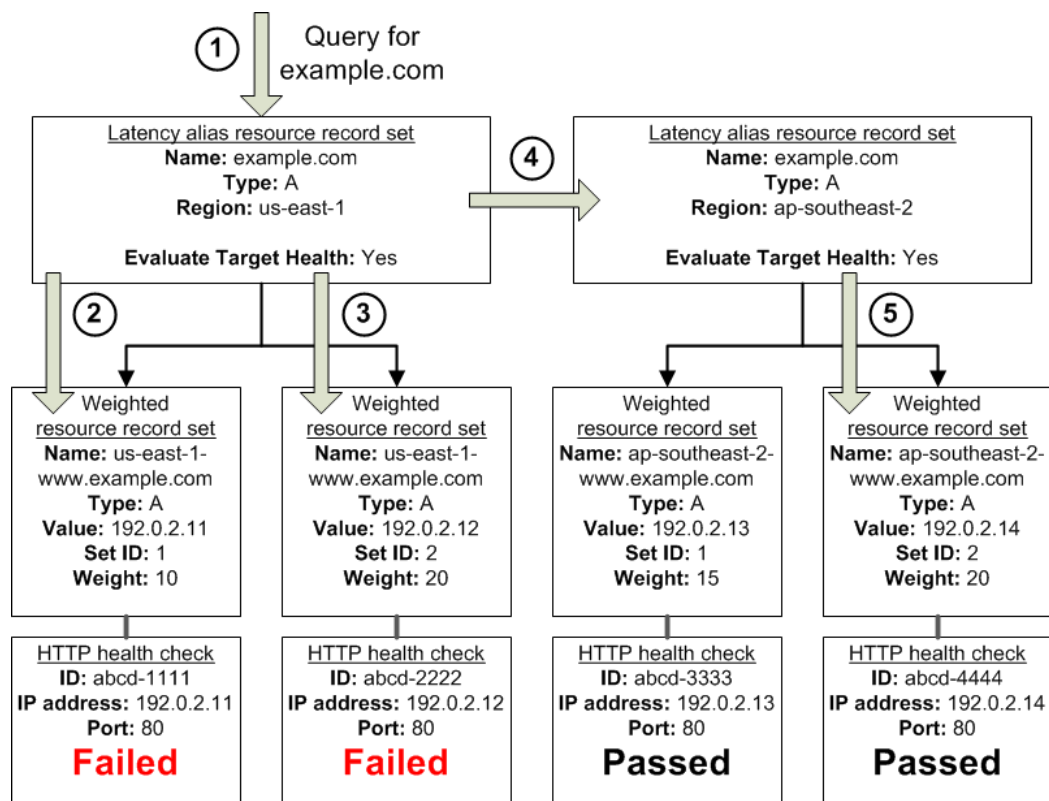 1
Query for
example.com
Latency alias resource record set
Name: example.com
Type: A
Region: us-east-1
Evaluate Target Health: Yes
4
Latency alias resource record set
Name: example.com
Type: A
Region: ap-southeast-2
Evaluate Target Health: Yes
2
3
5
Weighted
resource record set
Name: us-east-1-
www.example.com
Type: A
Value: 192.0.2.11
Set ID: 1
Weight: 10
Weighted
resource record set
Name: us-east-1-
www.example.com
Type: A
Value: 192.0.2.12
Set ID: 2
Weight: 20
Weighted
resource record set
Name: ap-southeast-2-
www.example.com
Type: A
Value: 192.0.2.13
Set ID: 1
Weight: 15
Weighted
resource record set
Name: ap-southeast-2-
www.example.com
Type: A
Value: 192.0.2.14
Set ID: 2
Weight: 20
HTTP health check
ID: abcd-1111
IP address: 192.0.2.11
Port: 80
Failed
HTTP health check
ID: abcd-2222
IP address: 192.0.2.12
Port: 80
Failed
HTTP health check
ID: abcd-3333
IP address: 192.0.2.13
Port: 80
Passed
HTTP health check
ID: abcd-4444
IP address: 192.0.2.14
Port: 80
Passed